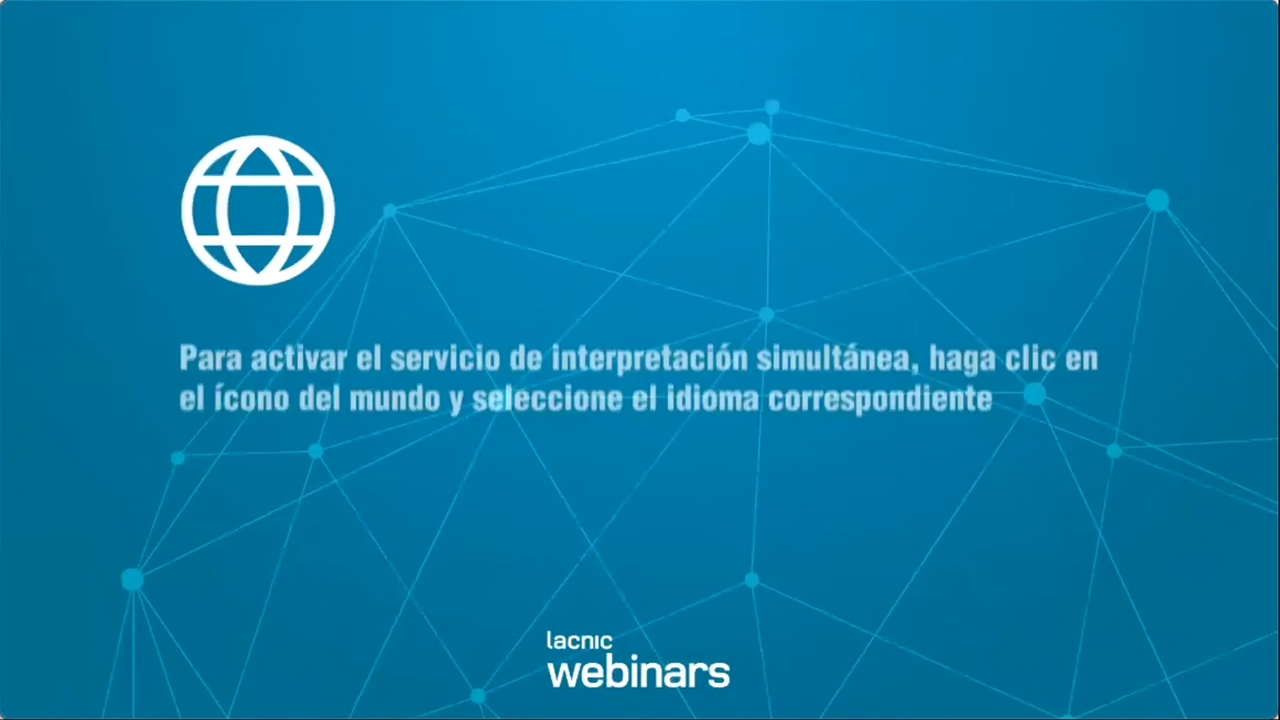 Para activar el servicio de interpretación simultánea, haga clic en
el ícono del mundo y seleccione el idioma correspondiente
lacnic
webinars